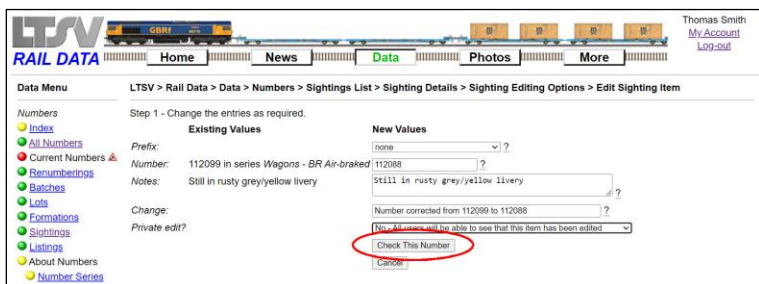 LTSV
RAIL DATA
GBRf
Home
News
Data
Photos
More
Thomas Smith
My Account
Log-out
Data Menu
Numbers
Index
All Numbers
Current Numbers
Renumberings
Batches
Lots
Formations
Sightings
Listings
About Numbers
Number Series
LTSV > Rail Data > Data > Numbers > Sightings List > Sighting Details > Sighting Editing Options > Edit Sighting Item
Step 1 - Change the entries as required.
Existing Values New Values
Prefix: none ?
Number: 112099 in series Wagons - BR Air-braked 112088 ?
Notes: Still in rusty grey/yellow livery Still in rusty grey/yellow livery ?
Change: Number corrected from 112099 to 112088 ?
Private edit? No - All users will be able to see that this item has been edited
Check This Number
Cancel